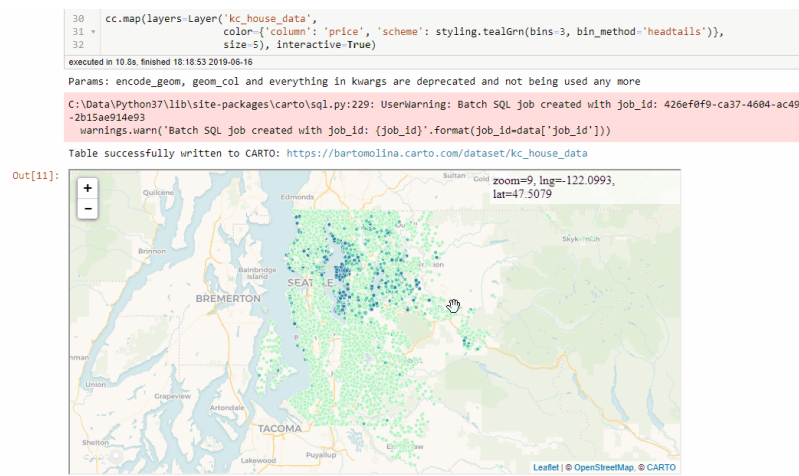 30 cc.map(layers=Layer('kc_house_data',
31 color={'column': 'price', 'scheme': styling.tealGrn(bins=3, bin_method='headtails')},
32 size=5), interactive=True)
executed in 10.8s, finished 18:18:53 2019-06-16
Params: encode_geom, geom_col and everything in kwargs are deprecated and not being used any more
C:\Data\Python37\lib\site-packages\carto\sql.py:229: UserWarning: Batch SQL job created with job_id: 426ef0f9-ca37-4604-ac49
-2b15ae914e93
warnings.warn('Batch SQL job created with job_id: {job_id}'.format(job_id=data['job_id']))
Table successfully written to CARTO: https://bartomolina.carto.com/dataset/kc_house_data
Out[11]:
+
−
Quilcene
Edmonds
Sultan
Gold
zoom=9, lng=-122.0993,
lat=47.5079
Brinnon
Bainbridge
Island
SEATTLE
BREMERTON
Union
Grapeview
Artondale
TACOMA
Shelton
Lakewood
Puyallup
Leaflet | © OpenStreetMap, © CARTO